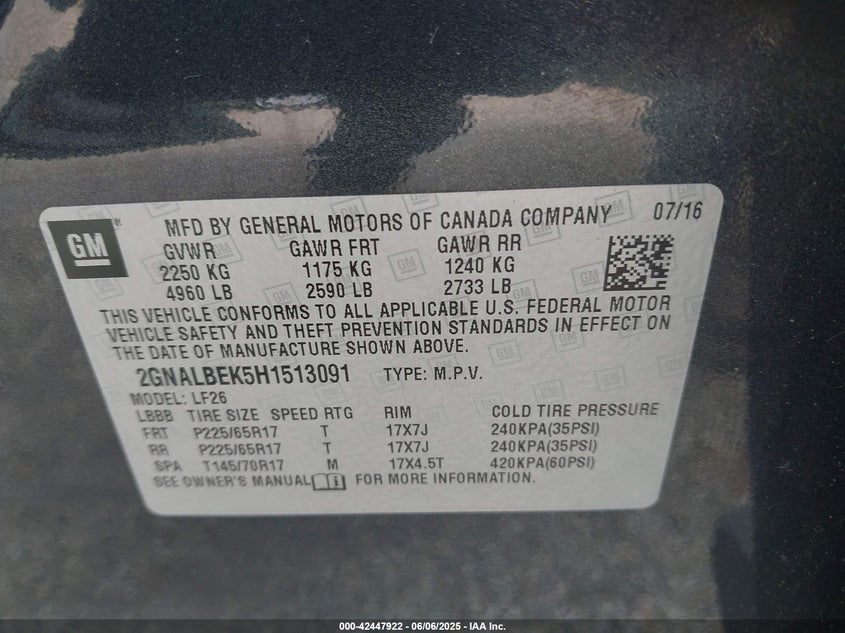 GM ®
MFD BY GENERAL MOTORS OF CANADA COMPANY 07/16
GVWR GAWR FRT GAWR RR
2250 KG 1175 KG 1240 KG
4960 LB 2590 LB 2733 LB
THIS VEHICLE CONFORMS TO ALL APPLICABLE U.S. FEDERAL MOTOR
VEHICLE SAFETY AND THEFT PREVENTION STANDARDS IN EFFECT ON
THE DATE OF MANUFACTURE SHOWN ABOVE.
2GNALBEK5H1513091 TYPE: M.P.V.
MODEL: LF26
LBBB TIRE SIZE SPEED RTG RIM COLD TIRE PRESSURE
FRT P225/65R17 T 17X7J 240KPA(35PSI)
RR P225/65R17 T 17X7J 240KPA(35PSI)
SPA T145/70R17 M 17X4.5T 420KPA(60PSI)
SEE OWNER'S MANUAL FOR MORE INFORMATION.
000-42447922 - 06/06/2025 - IAA Inc.